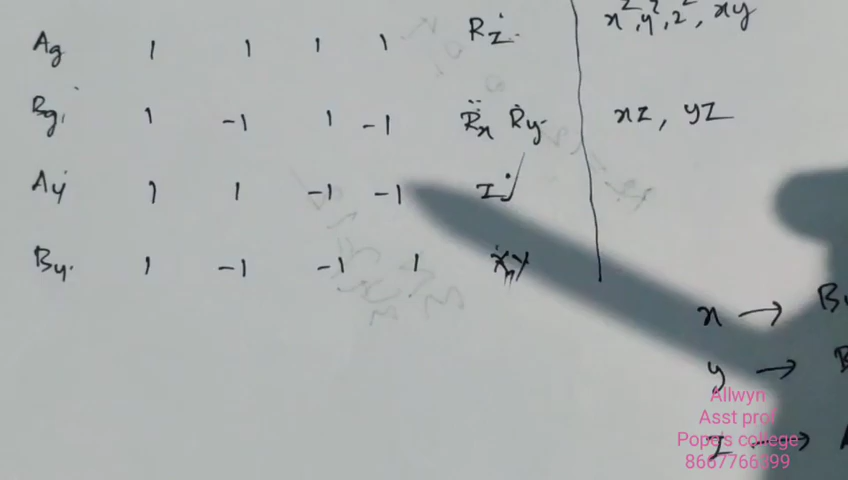 Ag 1 1 1 1 Rz x², y², z², xy
Bg 1 -1 1 -1 Rx Ry xz, yz
Au 1 1 -1 -1 z
Bu 1 -1 -1 1 x, y
x → B
y → B
z → A
Allwyn
Asst prof
Pope's college
8667766399